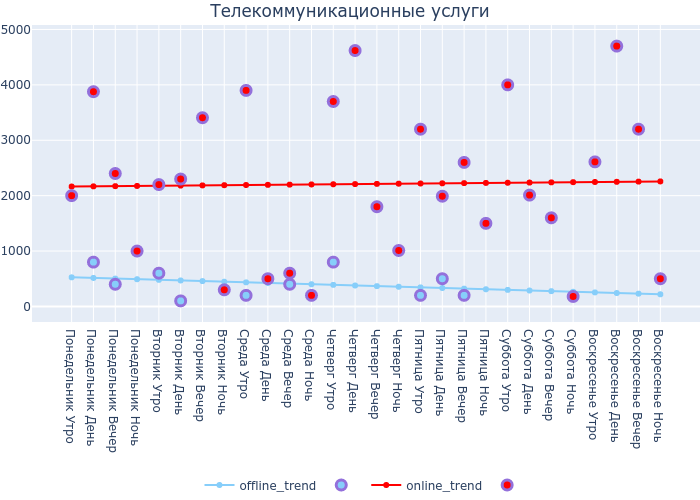 Телекоммуникационные услуги
5000
4000
3000
2000
1000
0
Понедельник Утро
Понедельник День
Понедельник Вечер
Понедельник Ночь
Вторник Утро
Вторник День
Вторник Вечер
Вторник Ночь
Среда Утро
Среда День
Среда Вечер
Среда Ночь
Четверг Утро
Четверг День
Четверг Вечер
Четверг Ночь
Пятница Утро
Пятница День
Пятница Вечер
Пятница Ночь
Суббота Утро
Суббота День
Суббота Вечер
Суббота Ночь
Воскресенье Утро
Воскресенье День
Воскресенье Вечер
Воскресенье Ночь
offline_trend
online_trend